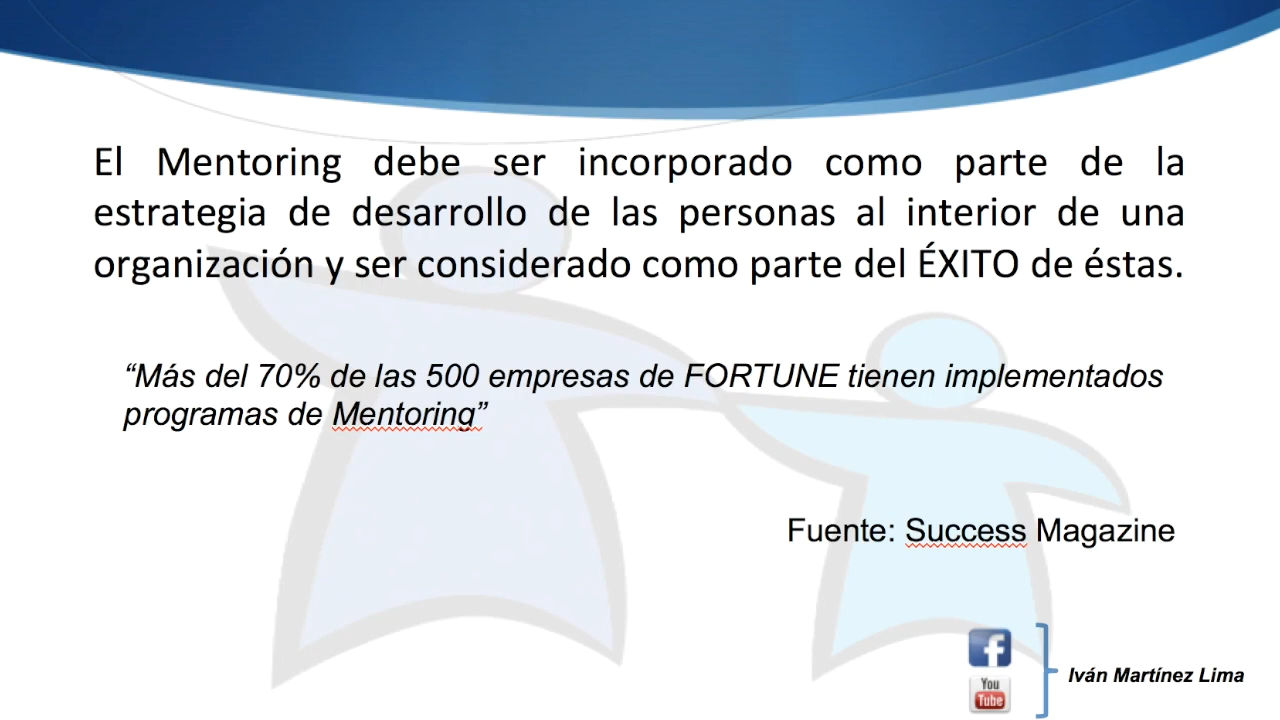 El Mentoring debe ser incorporado como parte de la
estrategia de desarrollo de las personas al interior de una
organización y ser considerado como parte del ÉXITO de éstas.
“Más del 70% de las 500 empresas de FORTUNE tienen implementados
programas de Mentoring”
Fuente: Success Magazine
f
You
Tube
Iván Martínez Lima